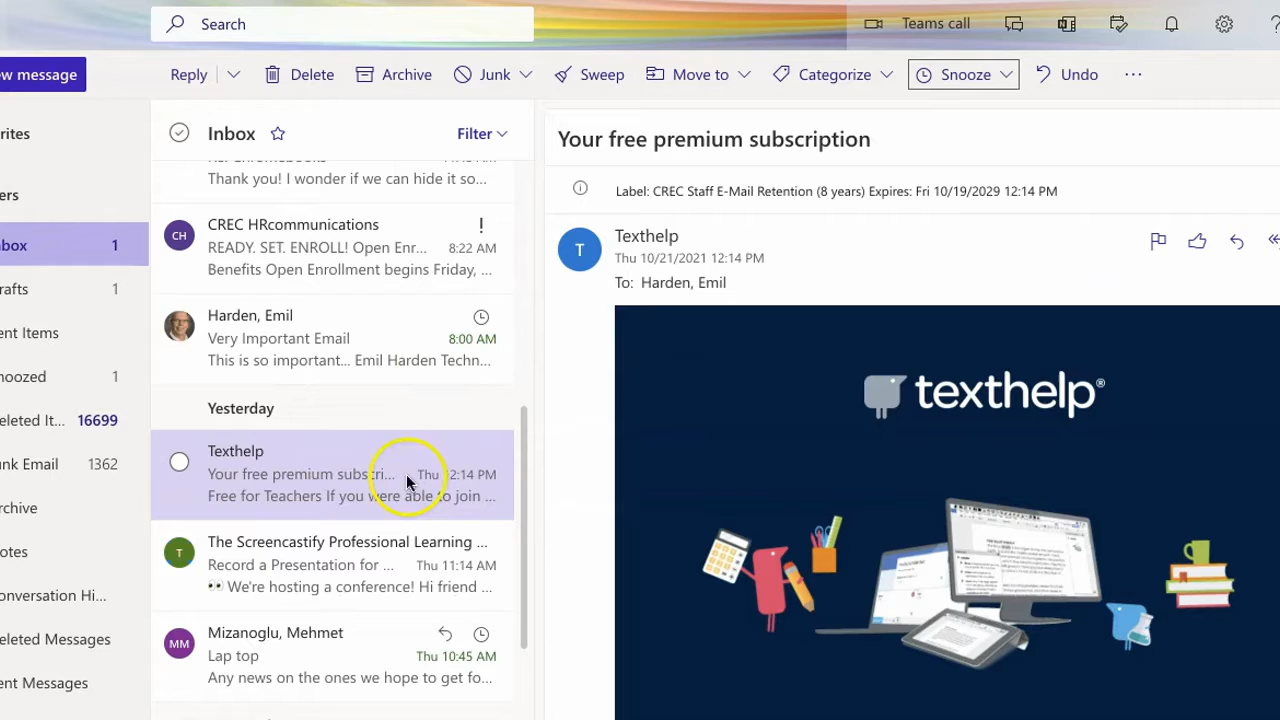 Search
Teams call
ew message
Reply
Delete
Archive
Junk
Sweep
Move to
Categorize
Snooze
Undo
rites
ers
box 1
rafts 1
ent Items
noozed 1
eleted It... 16699
unk Email 1362
rchive
otes
onversation Hi...
eleted Messages
ent Messages
Inbox
Filter
Thank you! I wonder if we can hide it so...
CH
CREC HRcommunications !
READY. SET. ENROLL! Open Enr... 8:22 AM
Benefits Open Enrollment begins Friday, ...
Harden, Emil
Very Important Email 8:00 AM
This is so important... Emil Harden Techn...
Yesterday
Texthelp
Your free premium subscri... Thu 12:14 PM
Free for Teachers If you were able to join ...
T
The Screencastify Professional Learning ...
Record a Presentation for ... Thu 11:14 AM
We're having a conference! Hi friend ...
MM
Mizanoglu, Mehmet
Lap top Thu 10:45 AM
Any news on the ones we hope to get fo...
Your free premium subscription
Label: CREC Staff E-Mail Retention (8 years) Expires: Fri 10/19/2029 12:14 PM
T
Texthelp
Thu 10/21/2021 12:14 PM
To: Harden, Emil
texthelp®